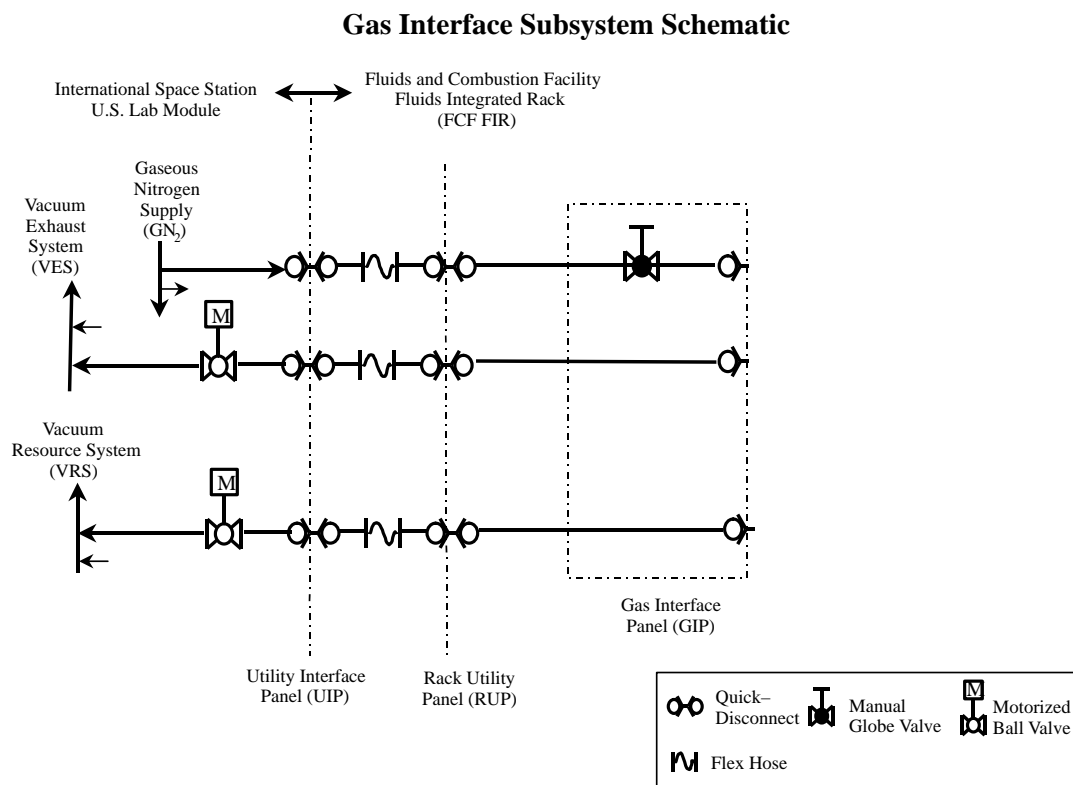 Gas Interface Subsystem Schematic
International Space Station
U.S. Lab Module
Fluids and Combustion Facility
Fluids Integrated Rack
(FCF FIR)
Gaseous
Nitrogen
Supply
(GN₂)
Vacuum
Exhaust
System
(VES)
M
Vacuum
Resource System
(VRS)
M
Gas Interface
Panel (GIP)
Utility Interface
Panel (UIP)
Rack Utility
Panel (RUP)
Quick–
Disconnect
Manual
Globe Valve
M
Motorized
Ball Valve
Flex Hose